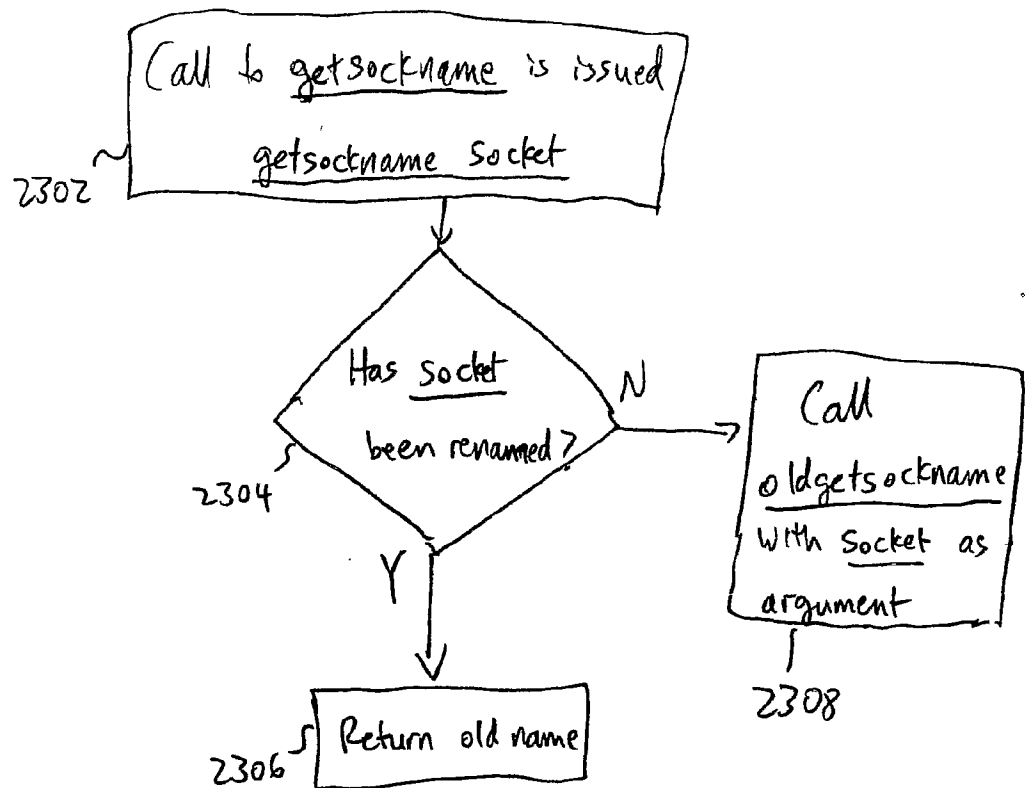 Call to getsockname is issued
getsockname socket
2302
Has socket
been renamed?
2304
N
Y
Call
oldgetsockname
with socket as
argument
2308
Return old name
2306